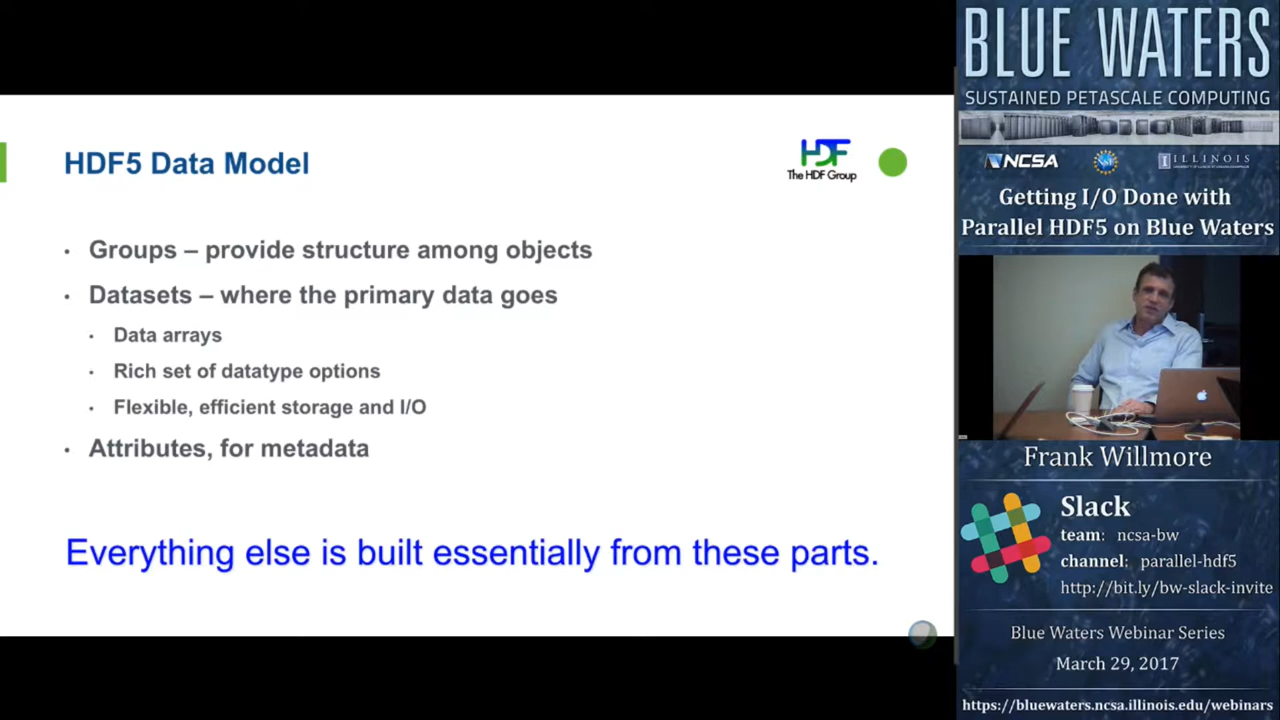 HDF5 Data Model
HDF
The HDF Group
• Groups – provide structure among objects
• Datasets – where the primary data goes
• Data arrays
• Rich set of datatype options
• Flexible, efficient storage and I/O
• Attributes, for metadata
Everything else is built essentially from these parts.
BLUE WATERS
SUSTAINED PETASCALE COMPUTING
NCSA
ILLINOIS
Getting I/O Done with
Parallel HDF5 on Blue Waters
Frank Willmore
Slack
team: ncsa-bw
channel: parallel-hdf5
http://bit.ly/bw-slack-invite
Blue Waters Webinar Series
March 29, 2017
https://bluewaters.ncsa.illinois.edu/webinars